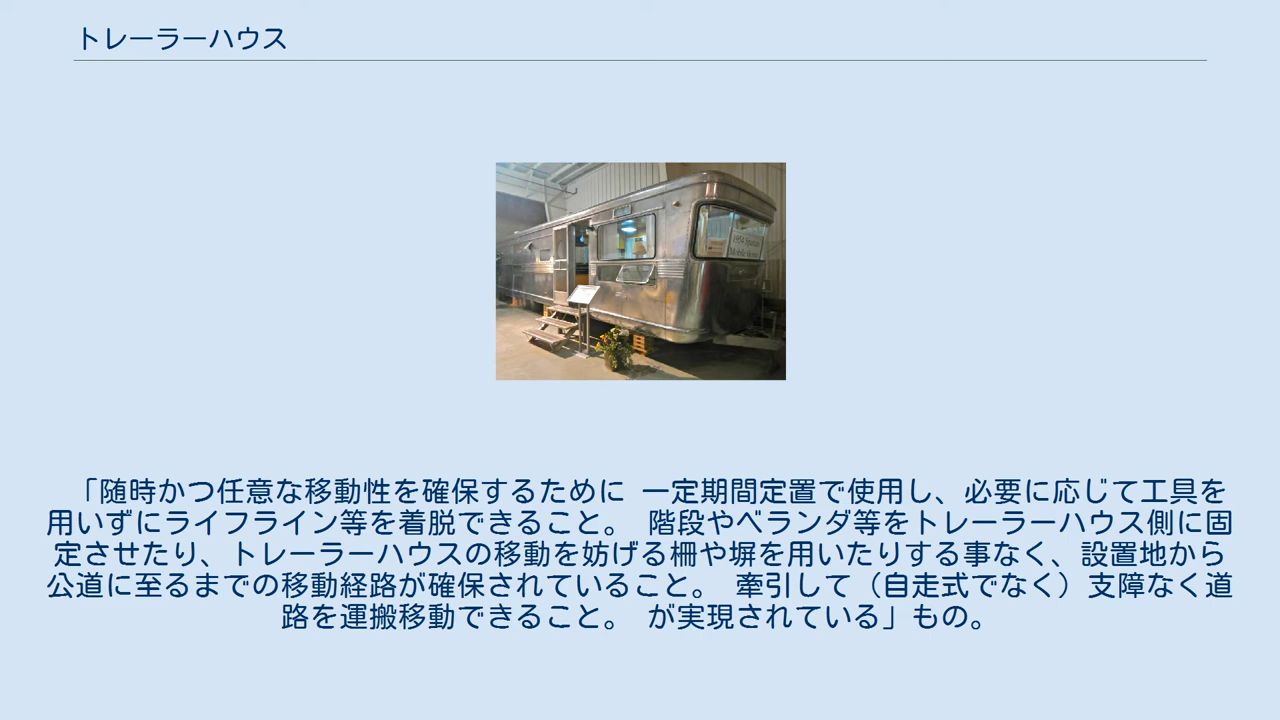 トレーラーハウス
「随時かつ任意な移動性を確保するために 一定期間定置で使用し、必要に応じて工具を
用いずにライフライン等を着脱できること。 階段やベランダ等をトレーラーハウス側に固
定させたり、トレーラーハウスの移動を妨げる柵や塀を用いたりする事なく、設置地から
公道に至るまでの移動経路が確保されていること。 牽引して（自走式でなく）支障なく道
路を運搬移動できること。 が実現されている」もの。